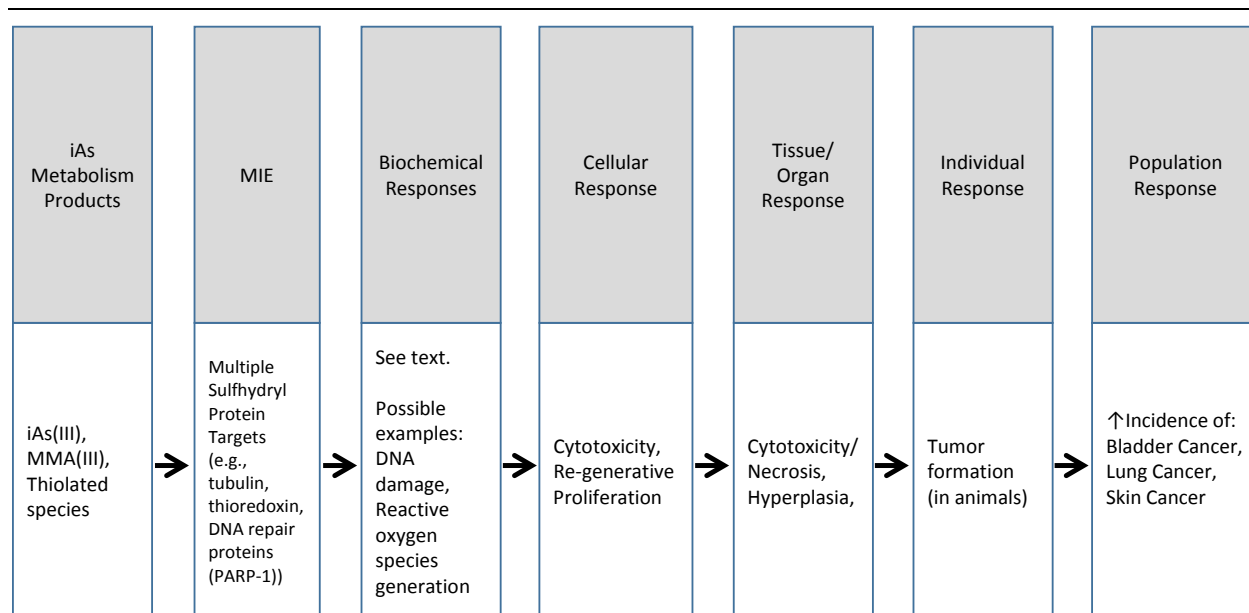 iAs
Metabolism
Products
MIE
Biochemical
Responses
Cellular
Response
Tissue/
Organ
Response
Individual
Response
Population
Response
iAs(III),
MMA(III),
Thiolated
species
Multiple
Sulfhydryl
Protein
Targets
(e.g.,
tubulin,
thioredoxin,
DNA repair
proteins
(PARP-1))
See text.
Possible
examples:
DNA
damage,
Reactive
oxygen
species
generation
Cytotoxicity,
Re-generative
Proliferation
Cytotoxicity/
Necrosis,
Hyperplasia,
Tumor
formation
(in animals)
↑Incidence of:
Bladder Cancer,
Lung Cancer,
Skin Cancer